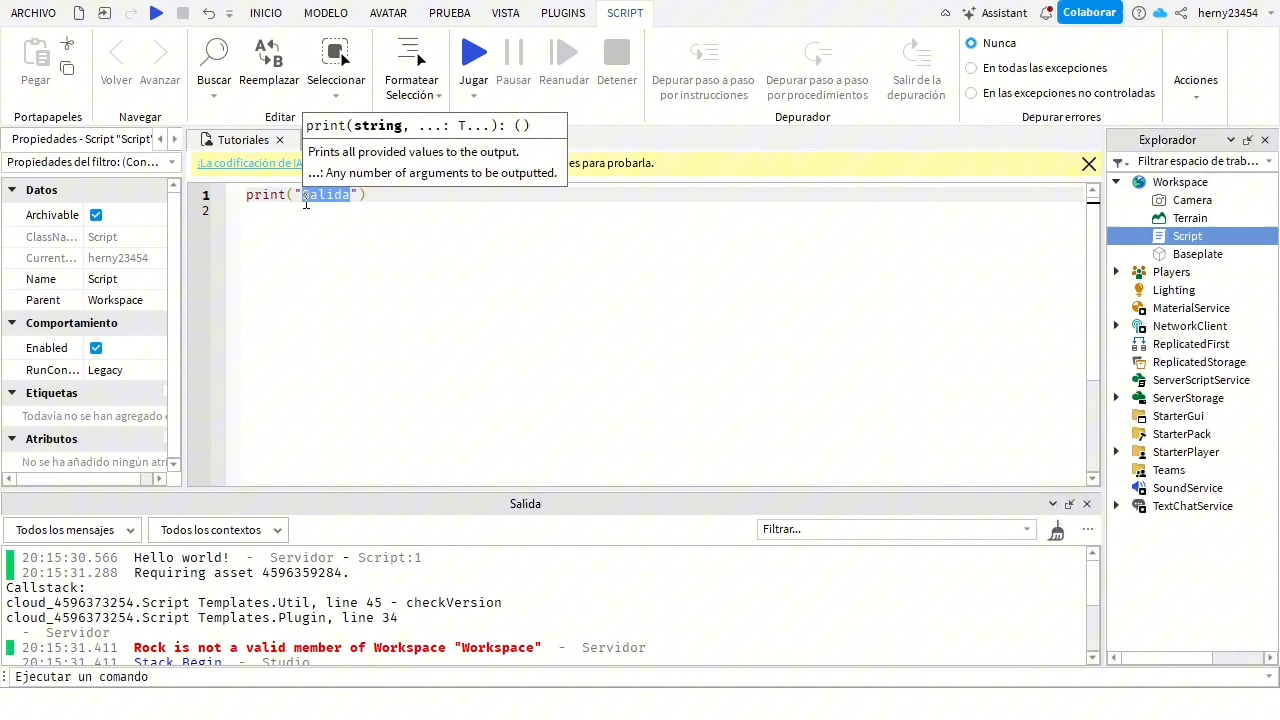 ARCHIVO INICIO MODELO AVATAR PRUEBA VISTA PLUGINS SCRIPT Assistant Colaborar herny23454
Pegar Volver Avanzar Buscar Reemplazar Seleccionar Formatear Selección Jugar Pausar Reanudar Detener Depurar paso a paso por instrucciones Depurar paso a paso por procedimientos Salir de la depuración Nunca Acciones
En todas las excepciones
En las excepciones no controladas
Portapapeles Navegar Editar Depurador Depurar errores
print(string, ...: T...): ()
Prints all provided values to the output.
...: Any number of arguments to be outputted.
Propiedades - Script "Script" Tutoriales Explorador
Propiedades del filtro: (Con... ¡La codificación de IA es para probarla. Filtrar espacio de trab...
Datos
Archivable
ClassNa... Script
Current... herny23454
Name Script
Parent Workspace
Comportamiento
Enabled
RunCon... Legacy
Etiquetas
Todavía no se han agregado e
Atributos
No se ha añadido ningún atri
1 print("@alida")
2
Workspace
Camera
Terrain
Script
Baseplate
Players
Lighting
MaterialService
NetworkClient
ReplicatedFirst
ReplicatedStorage
ServerScriptService
ServerStorage
StarterGui
StarterPack
StarterPlayer
Teams
SoundService
TextChatService
Salida
Todos los mensajes Todos los contextos Filtrar...
20:15:30.566 Hello world! - Servidor - Script:1
20:15:31.288 Requiring asset 4596359284.
Callstack:
cloud_4596373254.Script Templates.Util, line 45 - checkVersion
cloud_4596373254.Script Templates.Plugin, line 34
- Servidor
20:15:31.411 Rock is not a valid member of Workspace "Workspace" - Servidor
20:15:31.411 Stack Begin - Studio
Ejecutar un comando